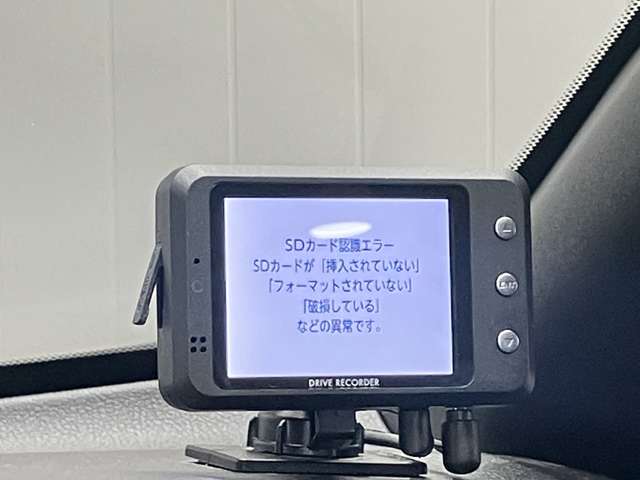 SDカード認識エラー
SDカードが「挿入されていない」
「フォーマットされていない」
「破損している」
などの異常です。
DRIVE RECORDER